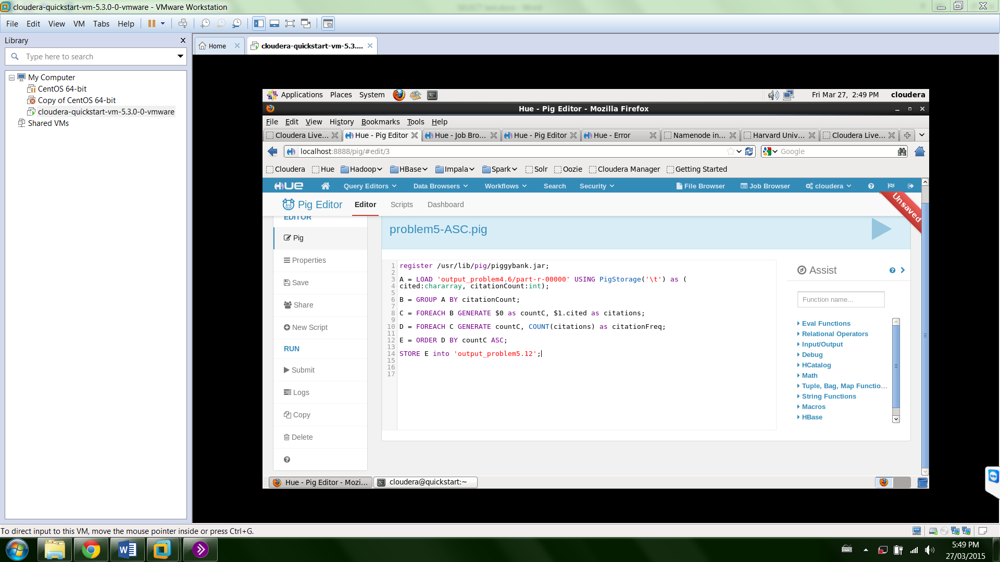 cloudera-quickstart-vm-5.3.0-0-vmware - VMware Workstation
File Edit View VM Tabs Help
Library
Type here to search
My Computer
CentOS 64-bit
Copy of CentOS 64-bit
cloudera-quickstart-vm-5.3.0-0-vmware
Shared VMs
Home
cloudera-quickstart-vm-5.3....
Applications Places System
Fri Mar 27, 2:49 PM cloudera
Hue - Pig Editor - Mozilla Firefox
File Edit View History Bookmarks Tools Help
Cloudera Live... Hue - Pig Editor Hue - Job Bro... Hue - Pig Editor Hue - Error Namenode in... Harvard Univ... Cloudera Live...
localhost:8888/pig/#edit/3
Google
Cloudera Hue Hadoop HBase Impala Spark Solr Oozie Cloudera Manager Getting Started
HUE Query Editors Data Browsers Workflows Search Security File Browser Job Browser cloudera
Pig Editor Editor Scripts Dashboard
Unsaved
EDITOR
Pig
Properties
Save
Share
New Script
RUN
Submit
Logs
Copy
Delete
problem5-ASC.pig
1 register /usr/lib/pig/piggybank.jar;
2
3 A = LOAD 'output_problem4.6/part-r-00000' USING PigStorage('\t') as (
4 cited:chararray, citationCount:int);
5
6 B = GROUP A BY citationCount;
7
8 C = FOREACH B GENERATE $0 as countC, $1.cited as citations;
9
10 D = FOREACH C GENERATE countC, COUNT(citations) as citationFreq;
11
12 E = ORDER D BY countC ASC;
13
14 STORE E into 'output_problem5.12';
15
16
17
Assist
Function name...
Eval Functions
Relational Operators
Input/Output
Debug
HCatalog
Math
Tuple, Bag, Map Functio...
String Functions
Macros
HBase
Hue - Pig Editor - Mozi...
cloudera@quickstart:~
To direct input to this VM, move the mouse pointer inside or press Ctrl+G.
5:49 PM
27/03/2015